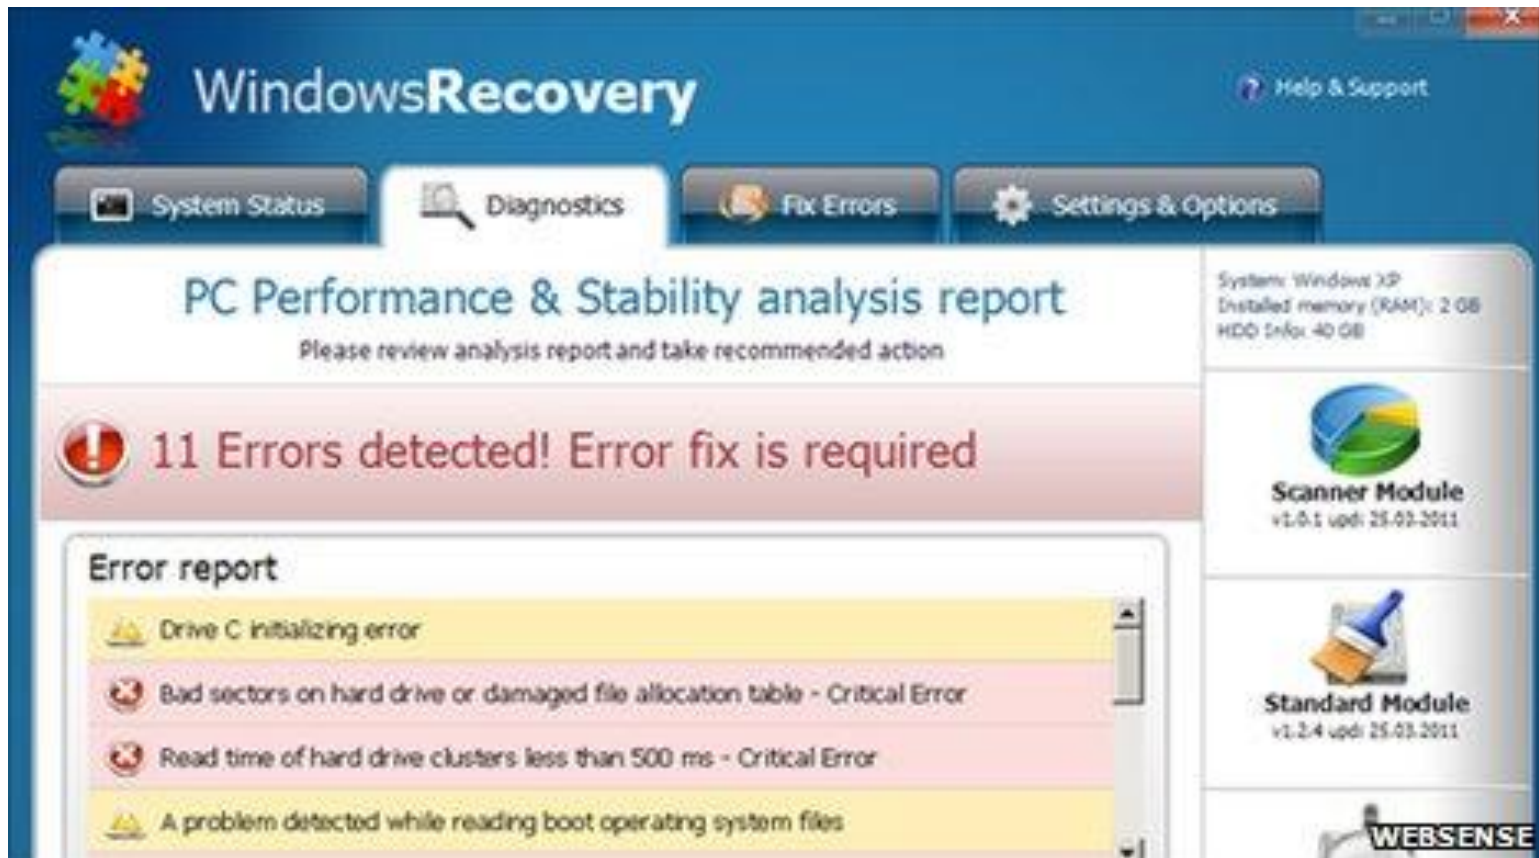 WindowsRecovery
Help & Support
System Status
Diagnostics
Fix Errors
Settings & Options
PC Performance & Stability analysis report
Please review analysis report and take recommended action
11 Errors detected! Error fix is required
Error report
Drive C initializing error
Bad sectors on hard drive or damaged file allocation table - Critical Error
Read time of hard drive clusters less than 500 ms - Critical Error
A problem detected while reading boot operating system files
System: Windows XP
Installed memory (RAM): 2 GB
HDD Info: 40 GB
Scanner Module
v1.0.1 upd: 25.03.2011
Standard Module
v1.2.4 upd: 25.03.2011
WEBSENSE